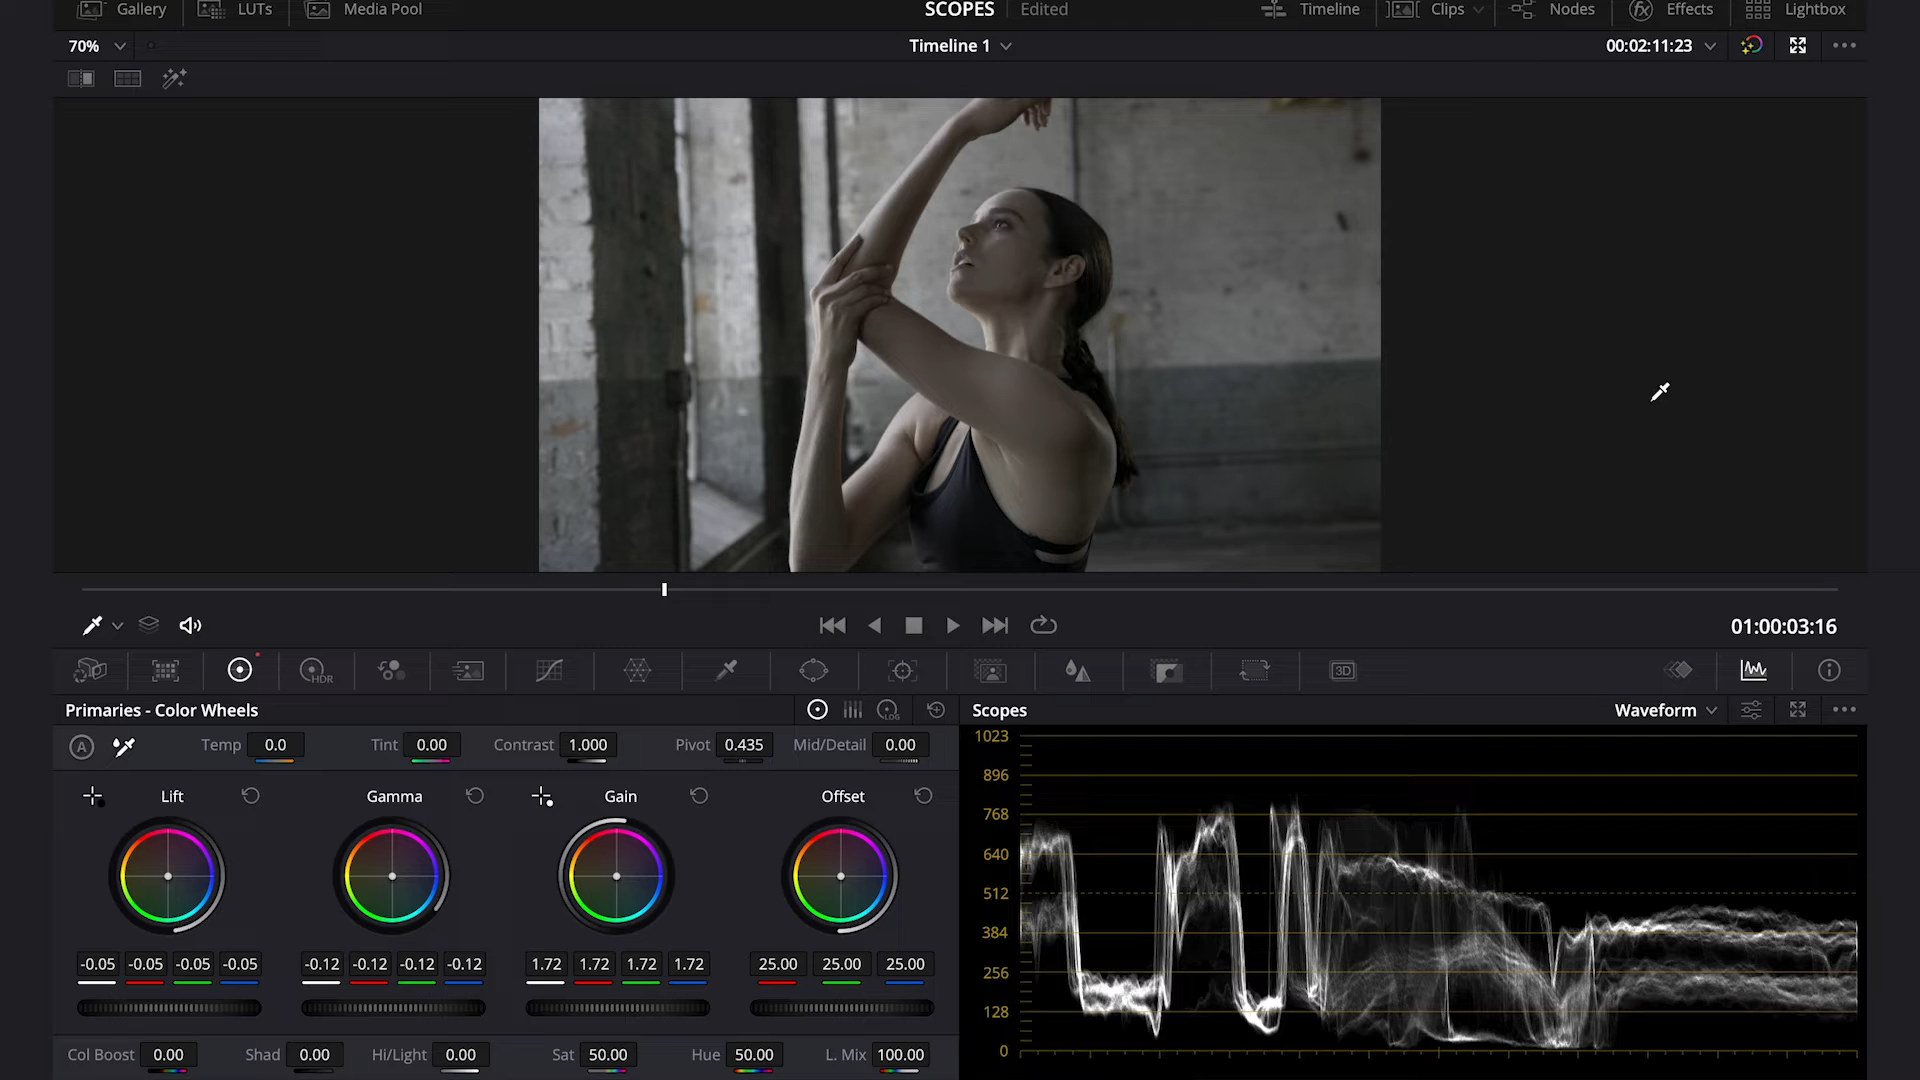 Gallery LUTs Media Pool SCOPES Edited Timeline Clips Nodes fx Effects Lightbox
70% Timeline 1 00:02:11:23
01:00:03:16
HDR 3D
Primaries - Color Wheels LOG Scopes Waveform
A Temp 0.0 Tint 0.00 Contrast 1.000 Pivot 0.435 Mid/Detail 0.00
Lift Gamma Gain Offset
-0.05 -0.05 -0.05 -0.05 -0.12 -0.12 -0.12 -0.12 1.72 1.72 1.72 1.72 25.00 25.00 25.00
Col Boost 0.00 Shad 0.00 Hi/Light 0.00 Sat 50.00 Hue 50.00 L. Mix 100.00
1023
896
768
640
512
384
256
128
0